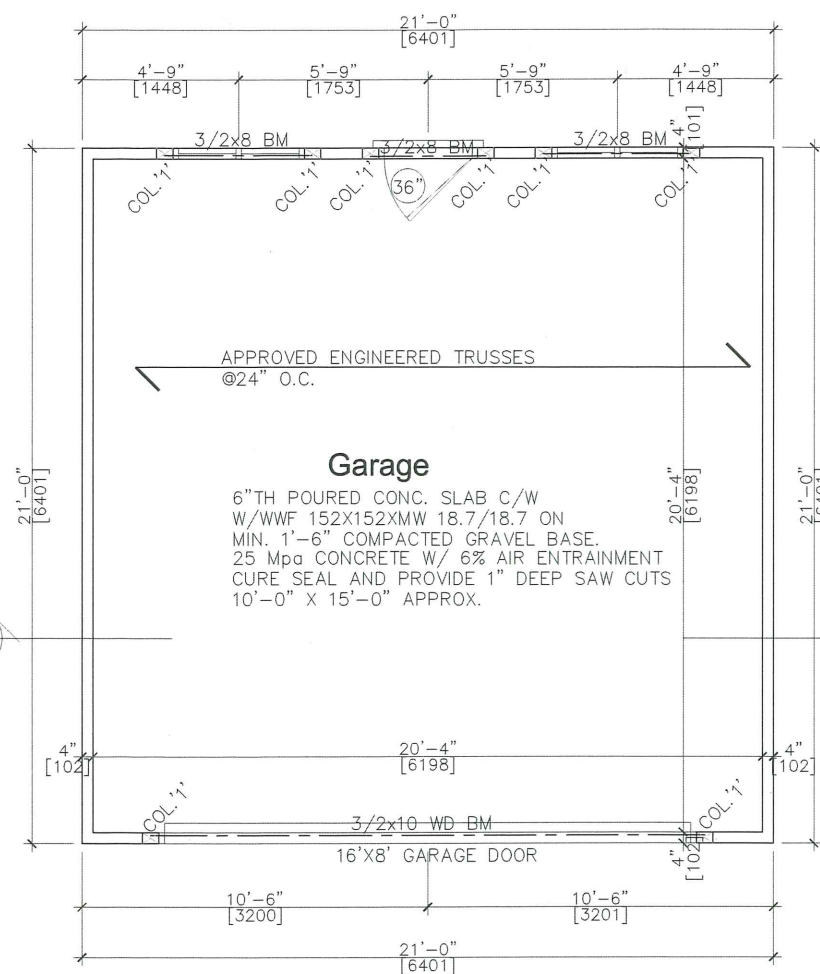 21'-0"
[6401]
4'-9" 5'-9" 5'-9" 4'-9"
[1448] [1753] [1753] [1448]
3/2x8 BM 3/2x8 BM 3/2x8 BM 4"
[101]
COL.'1' COL.'1' COL.'1' 36" COL.'1' COL.'1' COL.'1'
APPROVED ENGINEERED TRUSSES
@24" O.C.
Garage
21'-0"
[6401]
6"TH POURED CONC. SLAB C/W
W/WWF 152X152XMW 18.7/18.7 ON
MIN. 1'-6" COMPACTED GRAVEL BASE.
25 Mpa CONCRETE W/ 6% AIR ENTRAINMENT
CURE SEAL AND PROVIDE 1" DEEP SAW CUTS
10'-0" X 15'-0" APPROX.
20'-4"
[6198]
21'-0"
4" 20'-4" 4"
[102] [6198] [102]
COL.'1' 3/2x10 WD BM COL.'1'
16'X8' GARAGE DOOR 4"
[102]
10'-6" 10'-6"
[3200] [3201]
21'-0"
[6401]